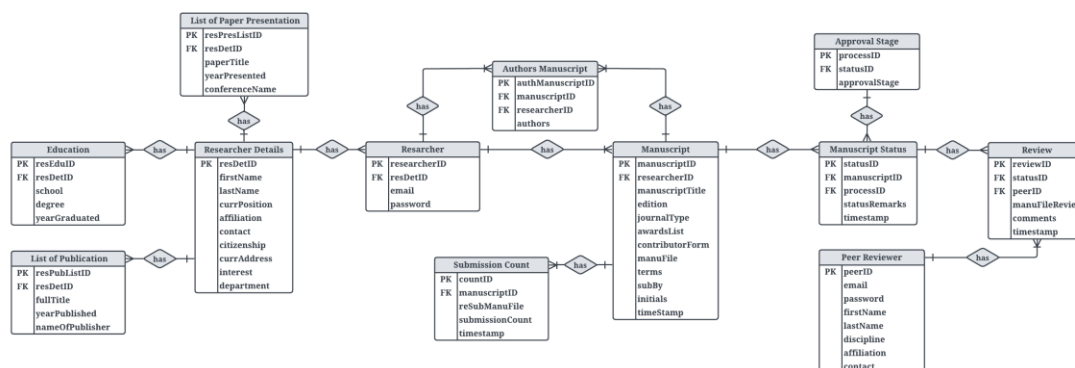 List of Paper Presentation
PK resPresListID
FK resDetID
paperTitle
yearPresented
conferenceName
has
Education
PK resEduID
FK resDetID
school
degree
yearGraduated
has
List of Publication
PK resPubListID
FK resDetID
fullTitle
yearPublished
nameOfPublisher
has
Researcher Details
PK resDetID
firstName
lastName
currPosition
affiliation
contact
citizenship
currAddress
interest
department
has
Resarcher
PK researcherID
FK resDetID
email
password
has
has
Authors Manuscript
PK authManuscriptID
FK manuscriptID
FK researcherID
authors
has
Manuscript
PK manuscriptID
FK researcherID
manuscriptTitle
edition
journalType
awardsList
contributorForm
manuFile
terms
subBy
initials
timeStamp
has
Submission Count
PK countID
FK manuscriptID
reSubManuFile
submissionCount
timestamp
has
Approval Stage
PK processID
FK statusID
approvalStage
has
Manuscript Status
PK statusID
FK manuscriptID
FK processID
statusRemarks
timestamp
has
Review
PK reviewID
FK statusID
FK peerID
manuFileRevie
comments
timestamp
has
Peer Reviewer
PK peerID
email
password
firstName
lastName
discipline
affiliation
contact